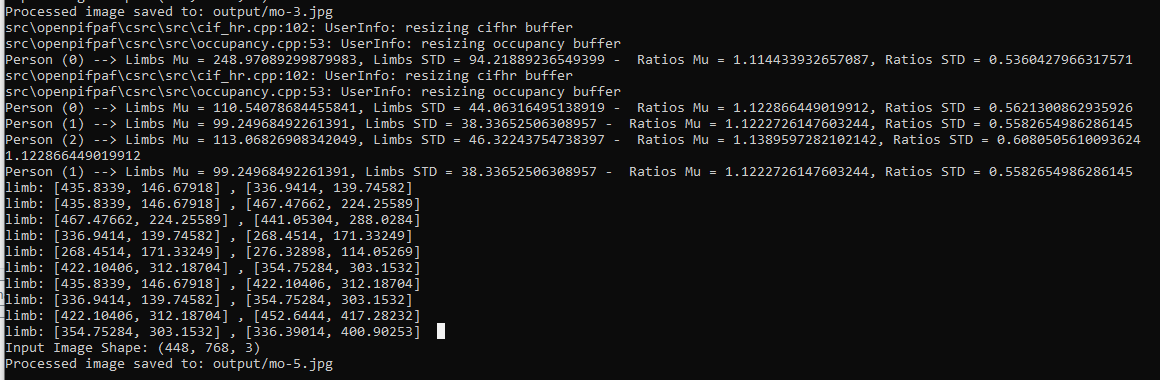 Processed image saved to: output/mo-3.jpg
src\openpifpaf\csrc\src\cif_hr.cpp:102: UserInfo: resizing cifhr buffer
src\openpifpaf\csrc\src\occupancy.cpp:53: UserInfo: resizing occupancy buffer
Person (0) --> Limbs Mu = 248.97089299879983, Limbs STD = 94.21889236549399 -  Ratios Mu = 1.114433932657087, Ratios STD = 0.5360427966317571
src\openpifpaf\csrc\src\cif_hr.cpp:102: UserInfo: resizing cifhr buffer
src\openpifpaf\csrc\src\occupancy.cpp:53: UserInfo: resizing occupancy buffer
Person (0) --> Limbs Mu = 110.54078684455841, Limbs STD = 44.06316495138919 -  Ratios Mu = 1.122866449019912, Ratios STD = 0.5621300862935926
Person (1) --> Limbs Mu = 99.24968492261391, Limbs STD = 38.33652506308957 -  Ratios Mu = 1.1222726147603244, Ratios STD = 0.5582654986286145
Person (2) --> Limbs Mu = 113.06826908342049, Limbs STD = 46.32243754738397 -  Ratios Mu = 1.1389597282102142, Ratios STD = 0.6080505610093624
1.122866449019912
Person (1) --> Limbs Mu = 99.24968492261391, Limbs STD = 38.33652506308957 -  Ratios Mu = 1.1222726147603244, Ratios STD = 0.5582654986286145
limb: [435.8339, 146.67918] , [336.9414, 139.74582]
limb: [435.8339, 146.67918] , [467.47662, 224.25589]
limb: [467.47662, 224.25589] , [441.05304, 288.0284]
limb: [336.9414, 139.74582] , [268.4514, 171.33249]
limb: [268.4514, 171.33249] , [276.32898, 114.05269]
limb: [422.10406, 312.18704] , [354.75284, 303.1532]
limb: [435.8339, 146.67918] , [422.10406, 312.18704]
limb: [336.9414, 139.74582] , [354.75284, 303.1532]
limb: [422.10406, 312.18704] , [452.6444, 417.28232]
limb: [354.75284, 303.1532] , [336.39014, 400.90253]
Input Image Shape: (448, 768, 3)
Processed image saved to: output/mo-5.jpg